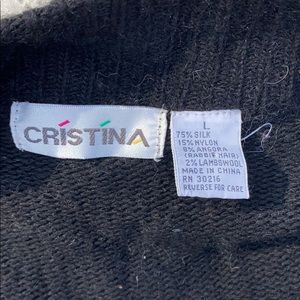 CRISTINA
L
75% SILK
15% NYLON
8% ANGORA
(RABBIT HAIR)
2% LAMBSWOOL
MADE IN CHINA
RN 30216
REVERSE FOR CARE